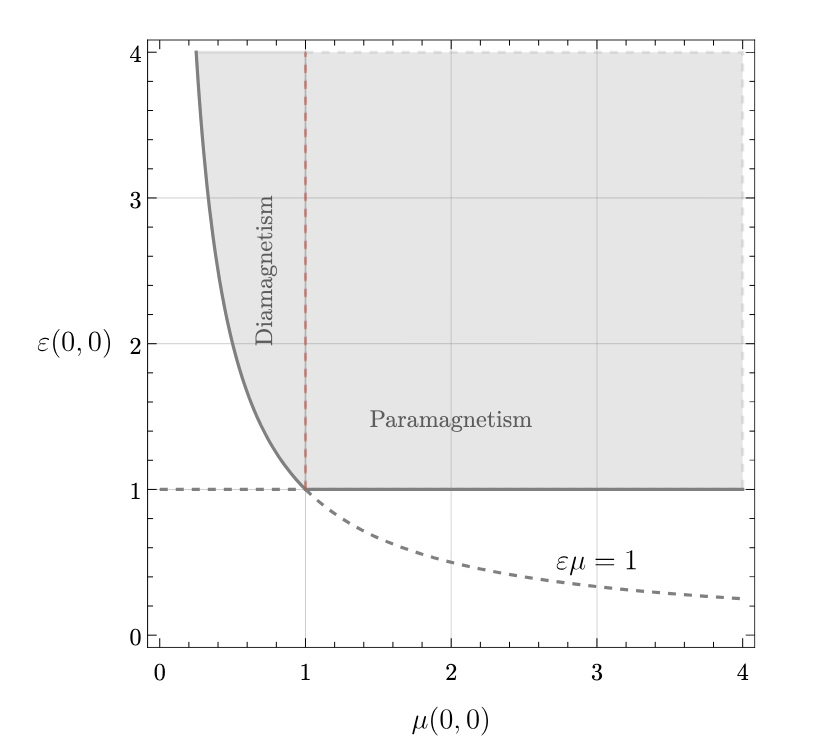 4
3
Diamagnetism
ε(0, 0)
2
Paramagnetism
1
εμ = 1
0
0 1 2 3 4
μ(0, 0)